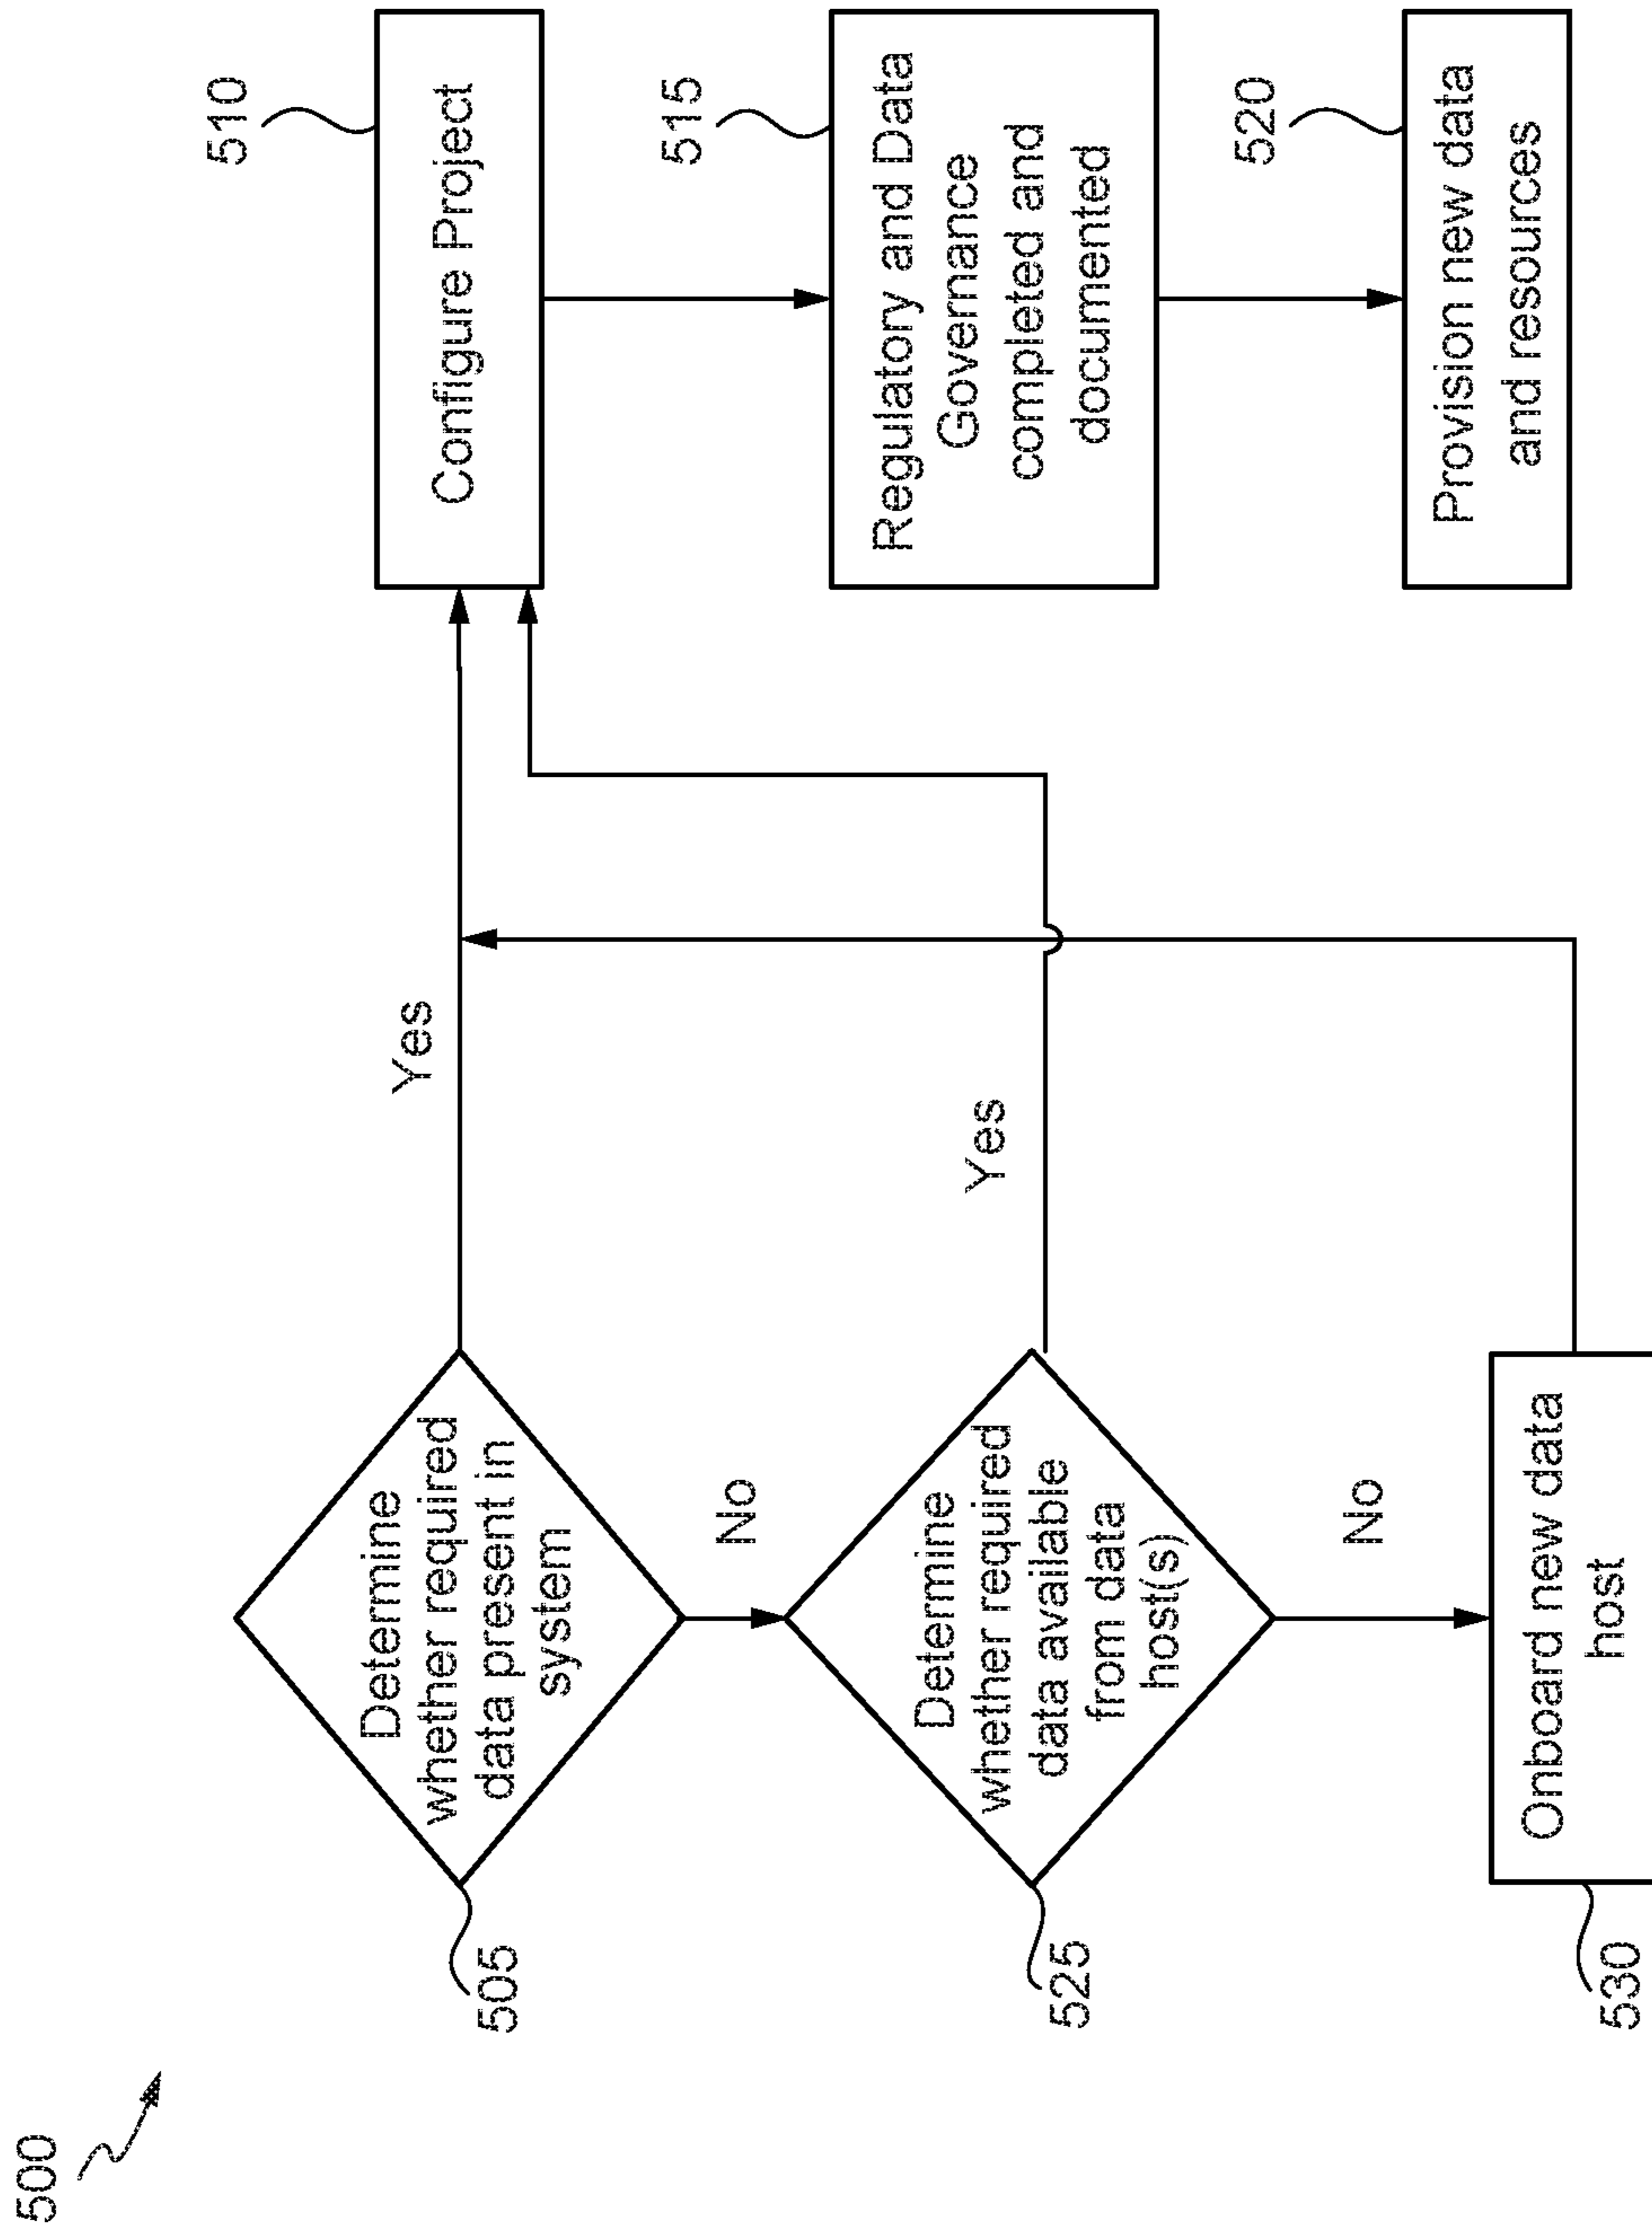 500
505
Determine
whether required
data present in
system
Yes
510
Configure Project
No
525
Determine
whether required
data available
from data
host(s)
Yes
515
Regulatory and Data
Governance
completed and
documented
No
530
Onboard new data
host
520
Provision new data
and resources